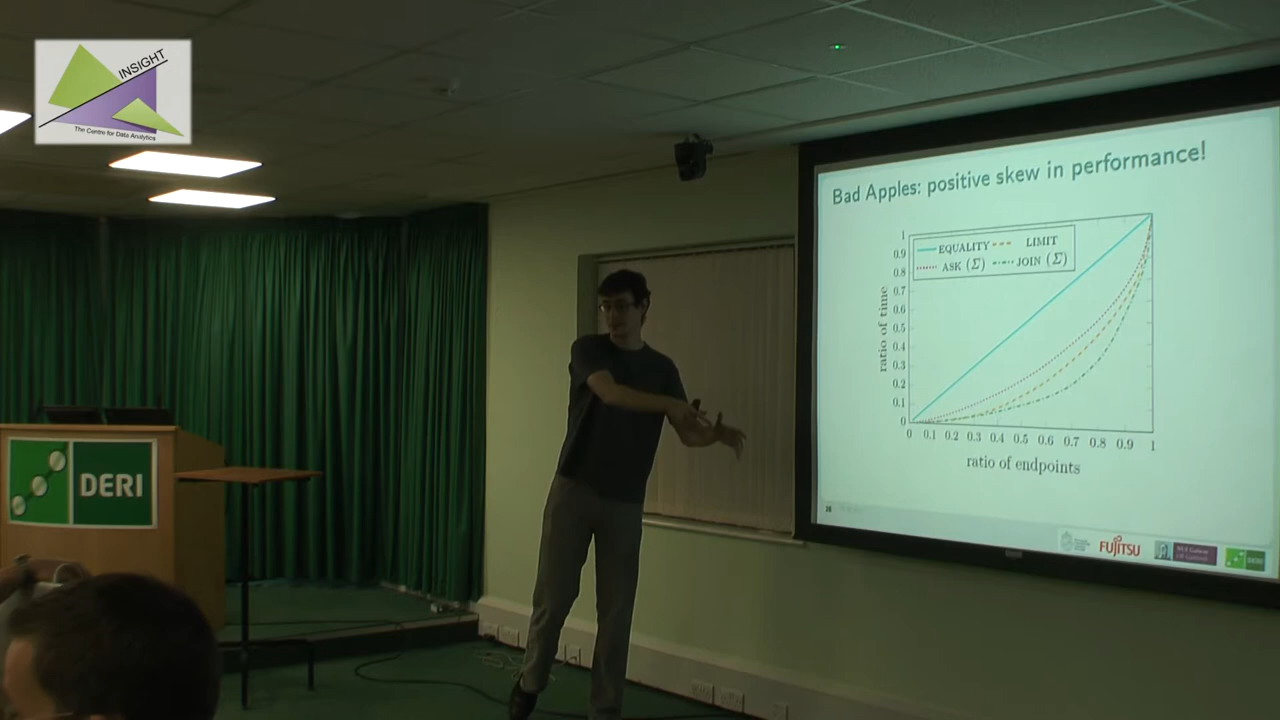 INSIGHT
The Centre for Data Analytics
Bad Apples: positive skew in performance!
EQUALITY LIMIT
ASK (Σ) JOIN (Σ)
ratio of time
1
0.9
0.8
0.7
0.6
0.5
0.4
0.3
0.2
0.1
0
0 0.1 0.2 0.3 0.4 0.5 0.6 0.7 0.8 0.9 1
ratio of endpoints
FUJITSU
DERI
DERI